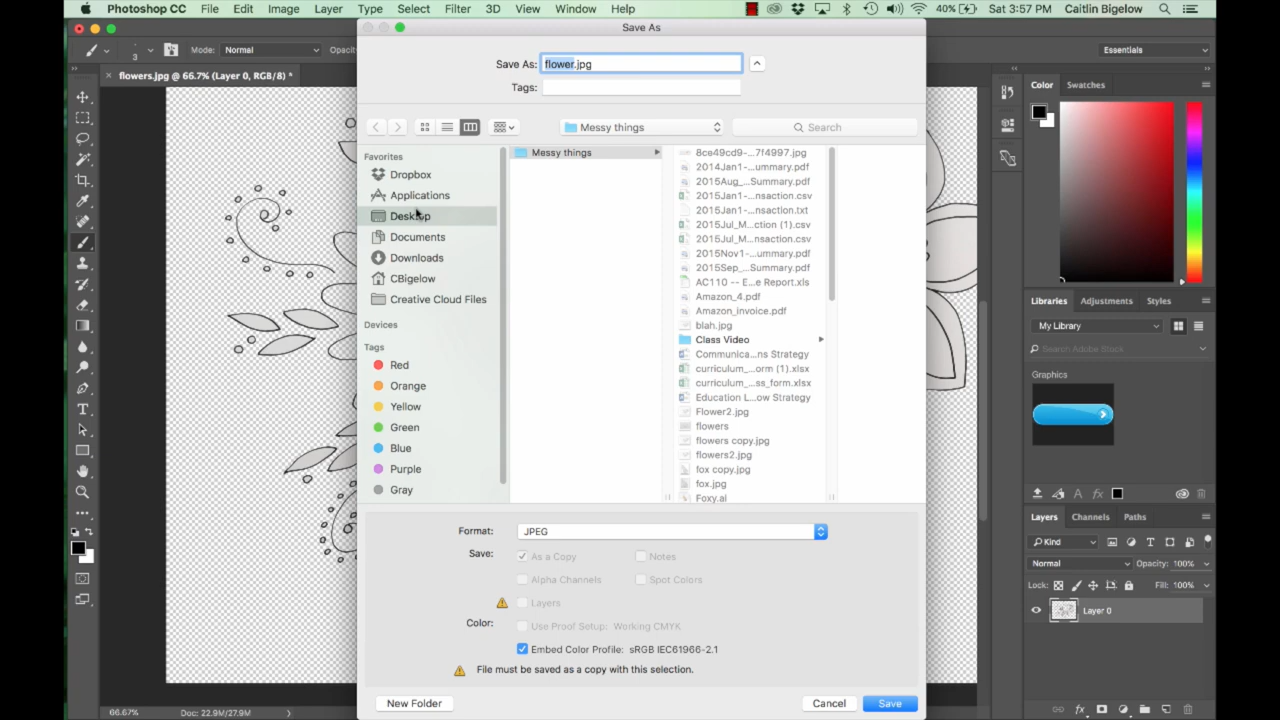 Photoshop CC File Edit Image Layer Type Select Filter 3D View Window Help 40% Sat 3:57 PM Caitlin Bigelow
Save As
3 Mode: Normal Opacity
Essentials
Save As: flower.jpg
Tags:
× flowers.jpg @ 66.7% (Layer 0, RGB/8) *
Color Swatches
Messy things
Search
Favorites
Dropbox
Applications
Desktop
Documents
Downloads
CBigelow
Creative Cloud Files
Devices
Tags
Red
Orange
Yellow
Green
Blue
Purple
Gray
Messy things
8ce49cd9-...7f4997.jpg
2014Jan1-...ummary.pdf
2015Aug_...Summary.pdf
2015Jan1-...nsaction.csv
2015Jan1-...nsaction.txt
2015Jul_M...ction (1).csv
2015Jul_M...nsaction.csv
2015Nov1-...ummary.pdf
2015Sep_...Summary.pdf
AC110 -- E...e Report.xls
Amazon_4.pdf
Amazon_invoice.pdf
blah.jpg
Class Video
Communica...ns Strategy
curriculum_...orm (1).xlsx
curriculum_...ss_form.xlsx
Education L...ow Strategy
Flower2.jpg
flowers
flowers copy.jpg
flowers2.jpg
fox copy.jpg
fox.jpg
Foxy.ai
Libraries Adjustments Styles
My Library
Search Adobe Stock
Graphics
Format: JPEG
Save: As a Copy Notes
Alpha Channels Spot Colors
Layers
Color: Use Proof Setup: Working CMYK
Embed Color Profile: sRGB IEC61966-2.1
File must be saved as a copy with this selection.
New Folder Cancel Save
Layers Channels Paths
Kind
Normal Opacity: 100%
Lock: Fill: 100%
Layer 0
fx
66.67% Doc: 22.9M/27.9M